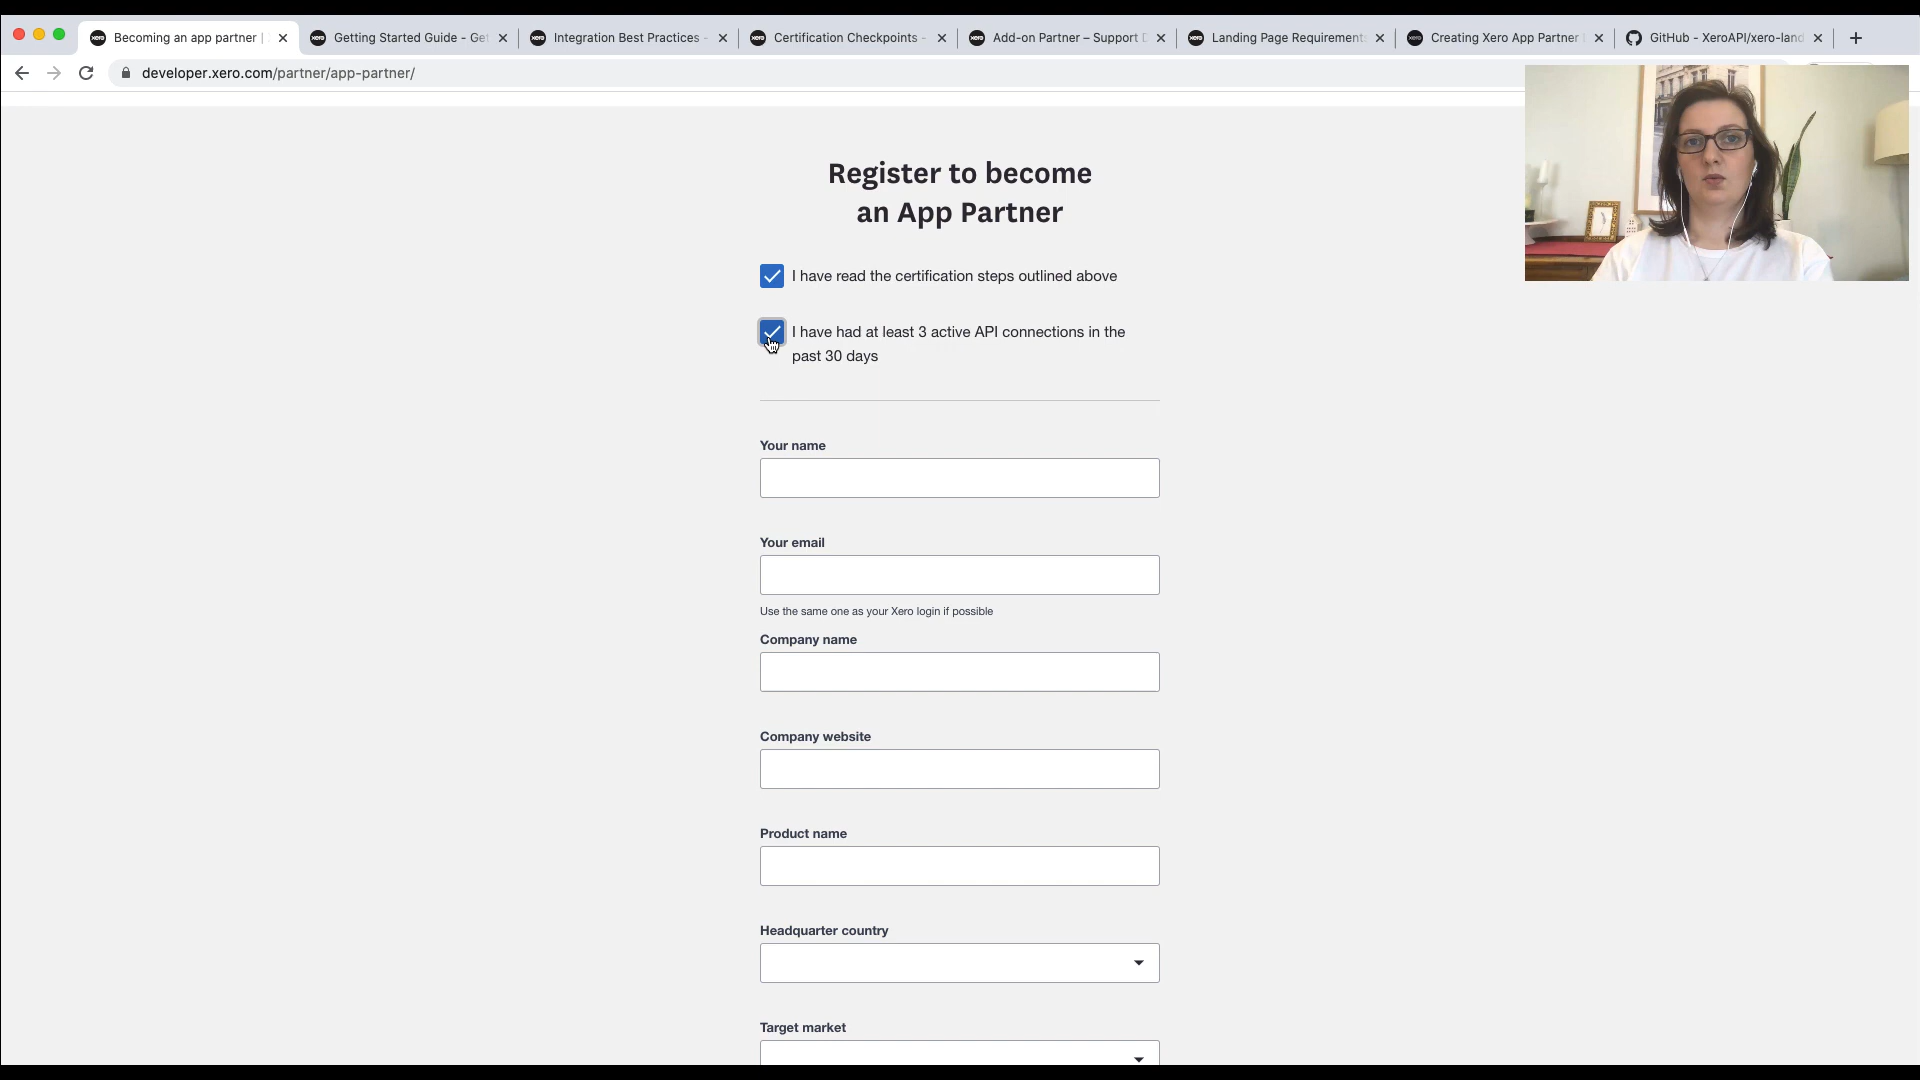 Becoming an app partner |
Getting Started Guide - Get
Integration Best Practices -
Certification Checkpoints -
Add-on Partner – Support D
Landing Page Requirements
Creating Xero App Partner
GitHub - XeroAPI/xero-land
developer.xero.com/partner/app-partner/
Register to become
an App Partner
I have read the certification steps outlined above
I have had at least 3 active API connections in the
past 30 days
Your name
Your email
Use the same one as your Xero login if possible
Company name
Company website
Product name
Headquarter country
Target market